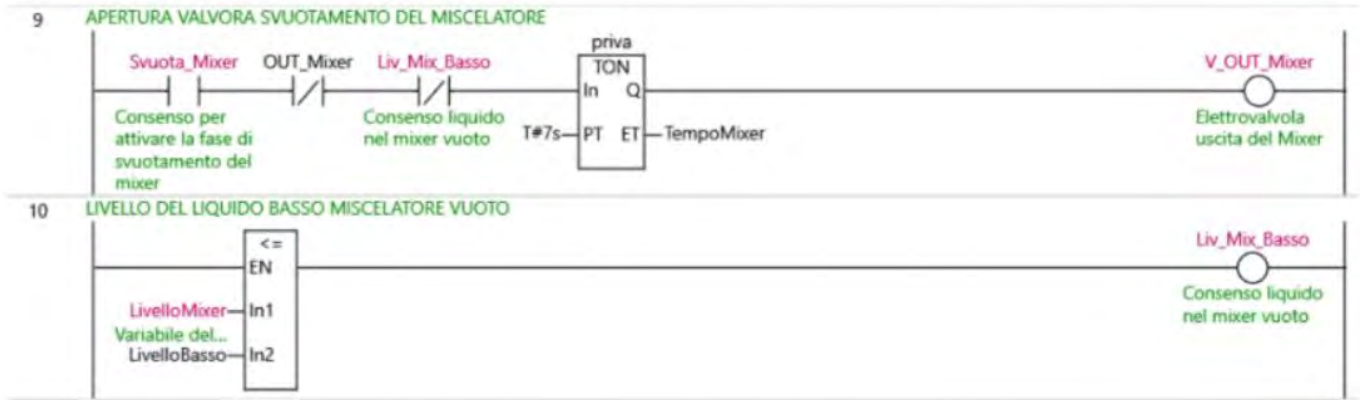 9 APERTURA VALVORA SVUOTAMENTO DEL MISCELATORE
Svuota_Mixer OUT_Mixer Liv_Mix_Basso priva V_OUT_Mixer
TON
In Q
Consenso per
attivare la fase di
svuotamento del
mixer
Consenso liquido
nel mixer vuoto
T#7s PT ET TempoMixer
Elettrovalvola
uscita del Mixer
10 LIVELLO DEL LIQUIDO BASSO MISCELATORE VUOTO
<=
EN
Liv_Mix_Basso
LivelloMixer In1
Variabile del...
LivelloBasso In2
Consenso liquido
nel mixer vuoto